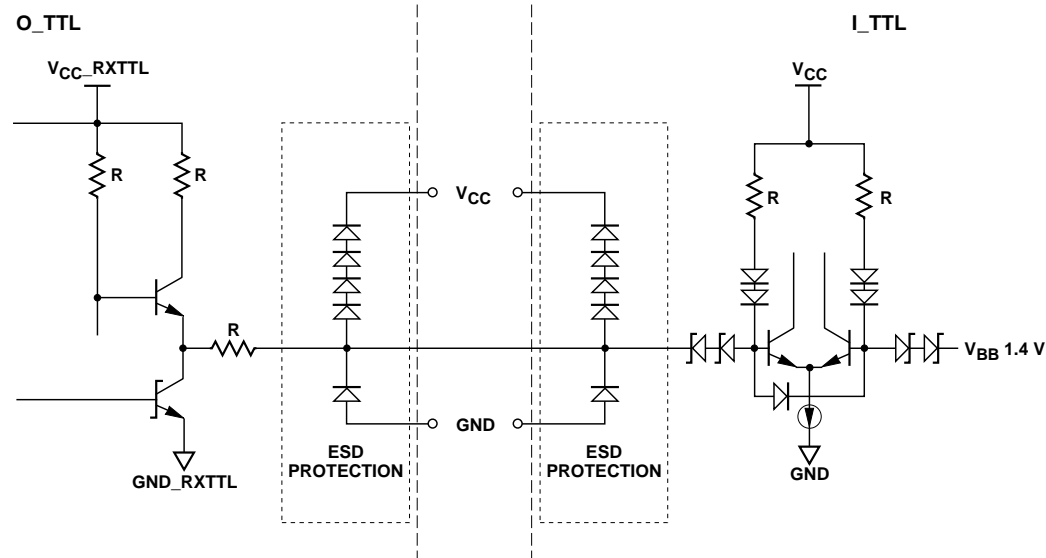 O_TTL
I_TTL
VCC_RXTTL
VCC
R
R
VCC
R
R
R
VBB 1.4 V
GND
ESD
PROTECTION
ESD
PROTECTION
GND
GND_RXTTL